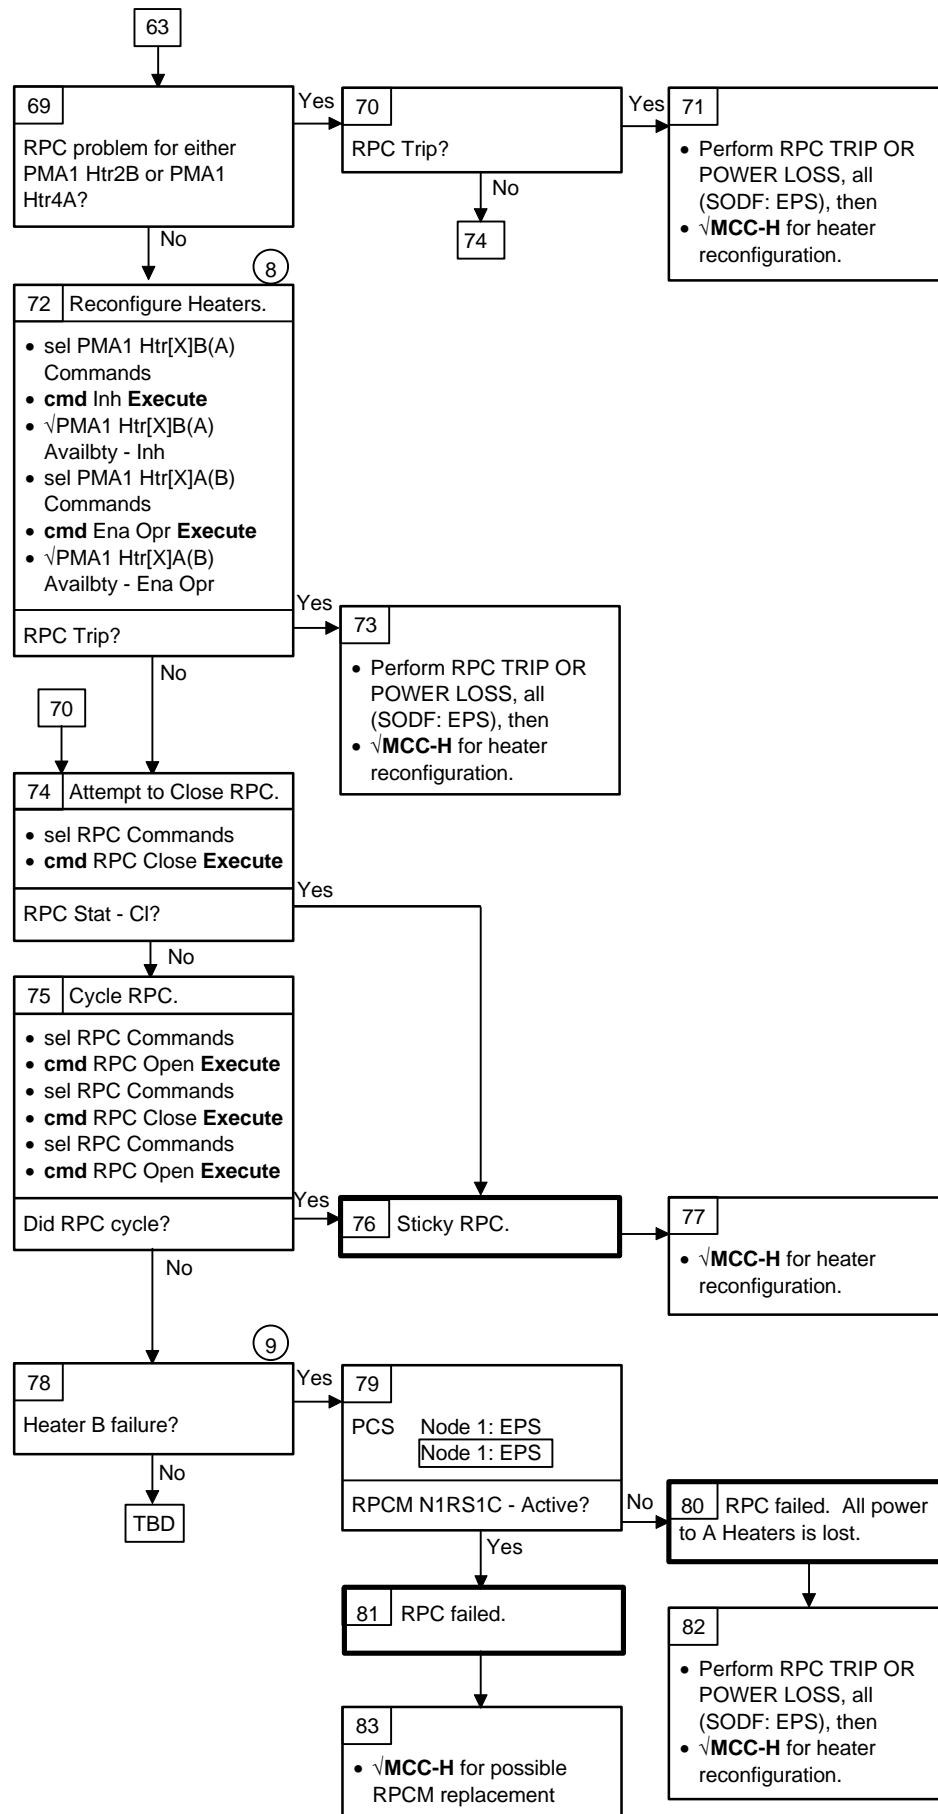 63
69
RPC problem for either
PMA1 Htr2B or PMA1
Htr4A?
Yes
70
RPC Trip?
Yes
71
• Perform RPC TRIP OR
POWER LOSS, all
(SODF: EPS), then
• √MCC-H for heater
reconfiguration.
No
74
No
8
72 Reconfigure Heaters.
• sel PMA1 Htr[X]B(A)
Commands
• cmd Inh Execute
• √PMA1 Htr[X]B(A)
Availbty - Inh
• sel PMA1 Htr[X]A(B)
Commands
• cmd Ena Opr Execute
• √PMA1 Htr[X]A(B)
Availbty - Ena Opr
RPC Trip?
Yes
73
• Perform RPC TRIP OR
POWER LOSS, all
(SODF: EPS), then
• √MCC-H for heater
reconfiguration.
No
70
74 Attempt to Close RPC.
• sel RPC Commands
• cmd RPC Close Execute
RPC Stat - Cl?
Yes
No
75 Cycle RPC.
• sel RPC Commands
• cmd RPC Open Execute
• sel RPC Commands
• cmd RPC Close Execute
• sel RPC Commands
• cmd RPC Open Execute
Did RPC cycle?
Yes
76 Sticky RPC.
77
• √MCC-H for heater
reconfiguration.
No
9
78
Heater B failure?
Yes
79
PCS Node 1: EPS
Node 1: EPS
RPCM N1RS1C - Active?
No
80 RPC failed. All power
to A Heaters is lost.
No
TBD
Yes
81 RPC failed.
82
• Perform RPC TRIP OR
POWER LOSS, all
(SODF: EPS), then
• √MCC-H for heater
reconfiguration.
83
• √MCC-H for possible
RPCM replacement